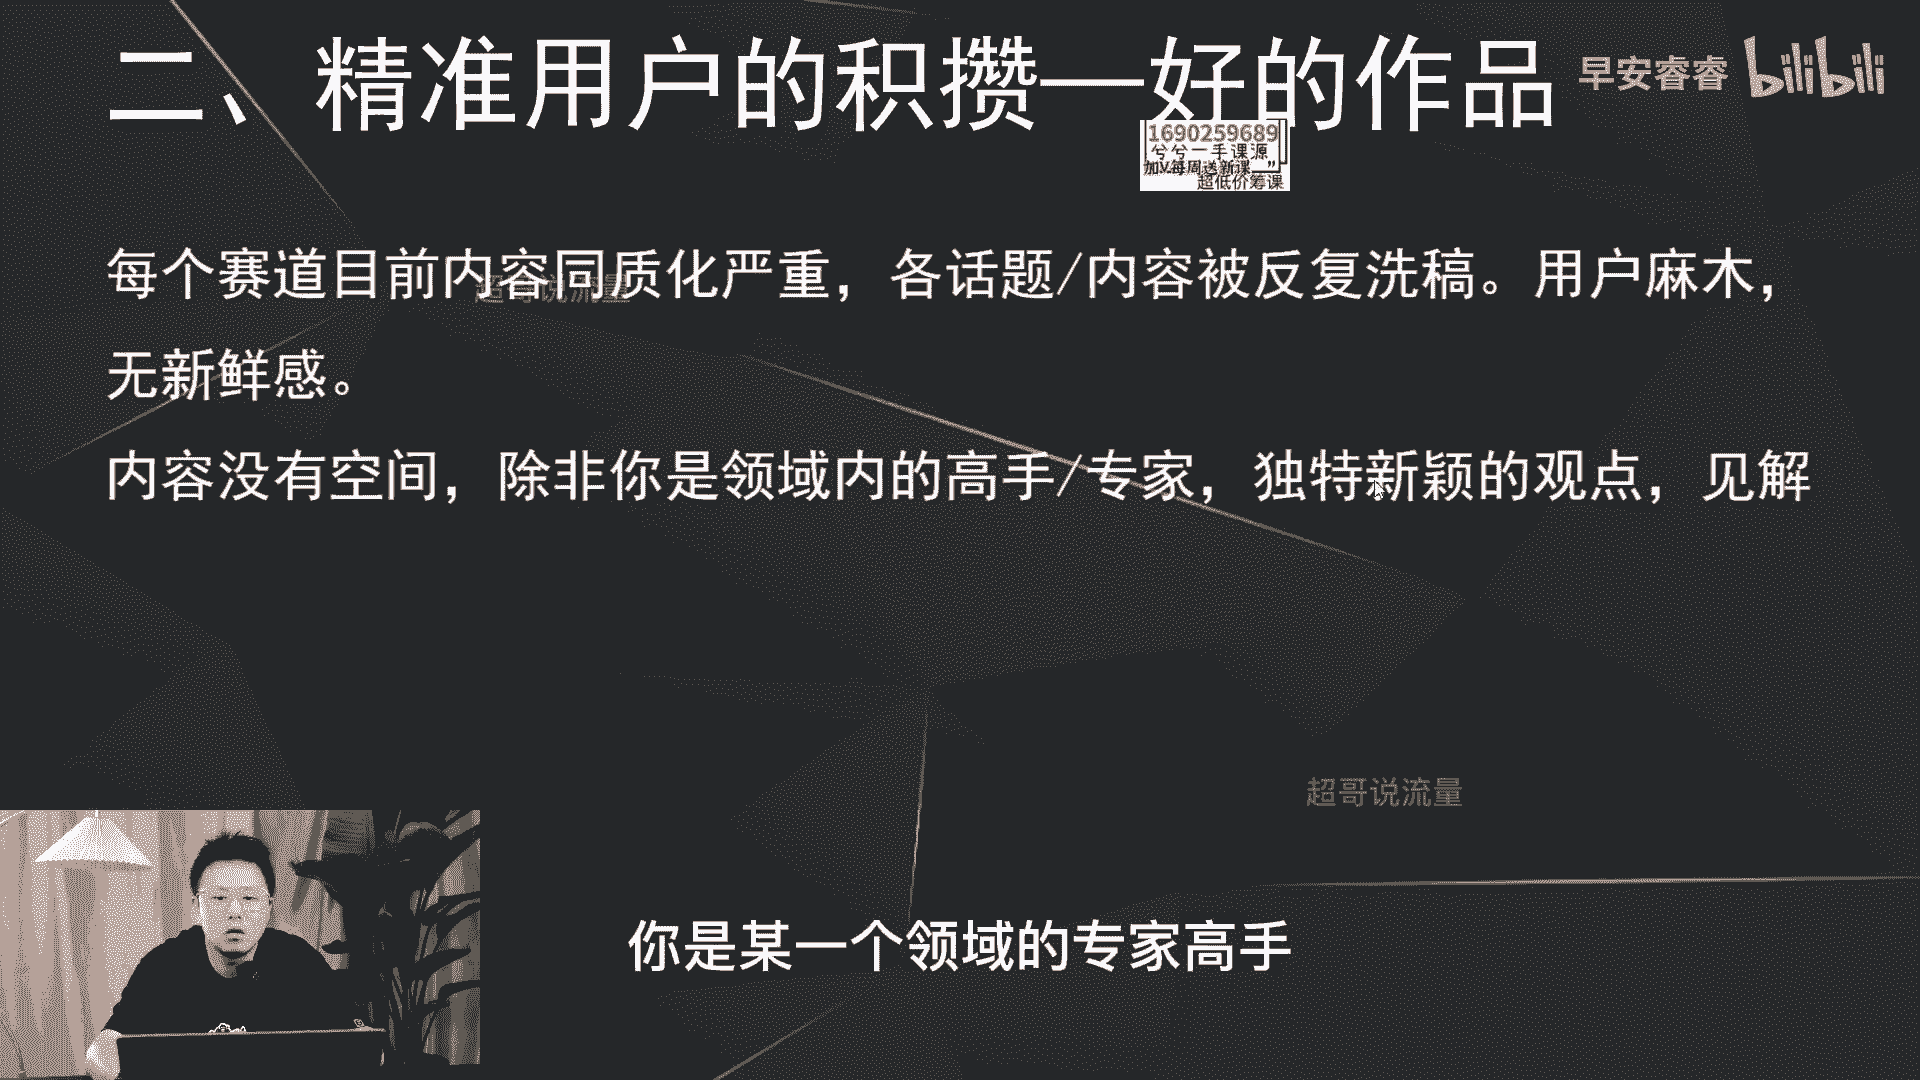 二、精准用户的积攒—好的作品
早安睿睿 bilibili
1690259689
兮兮一手课源
加V每周送新课 ”
超低价筹课
每个赛道目前内容同质化严重，各话题/内容被反复洗稿。用户麻木，
超哥说流量
无新鲜感。
内容没有空间，除非你是领域内的高手/专家，独特新颖的观点，见解
超哥说流量
你是某一个领域的专家高手